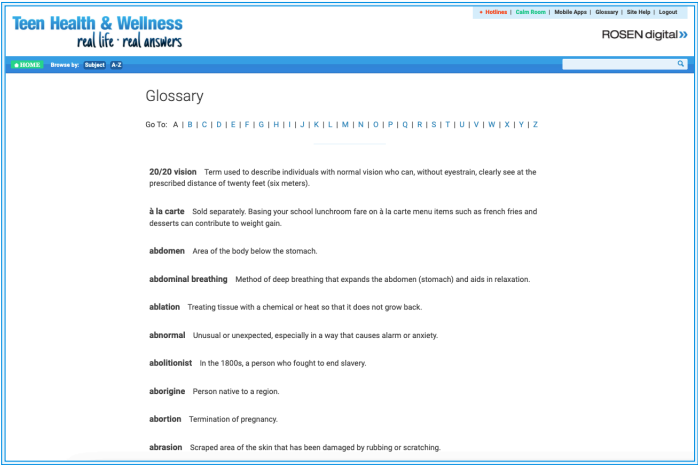 Hotlines | Calm Room | Mobile Apps | Glossary | Site Help | Logout
Teen Health & Wellness
real life · real answers
ROSEN digital»
HOME Browse by: Subject A-Z
Glossary
Go To: A | B | C | D | E | F | G | H | I | J | K | L | M | N | O | P | Q | R | S | T | U | V | W | X | Y | Z
20/20 vision Term used to describe individuals with normal vision who can, without eyestrain, clearly see at the
prescribed distance of twenty feet (six meters).
à la carte Sold separately. Basing your school lunchroom fare on à la carte menu items such as french fries and
desserts can contribute to weight gain.
abdomen Area of the body below the stomach.
abdominal breathing Method of deep breathing that expands the abdomen (stomach) and aids in relaxation.
ablation Treating tissue with a chemical or heat so that it does not grow back.
abnormal Unusual or unexpected, especially in a way that causes alarm or anxiety.
abolitionist In the 1800s, a person who fought to end slavery.
aborigine Person native to a region.
abortion Termination of pregnancy.
abrasion Scraped area of the skin that has been damaged by rubbing or scratching.